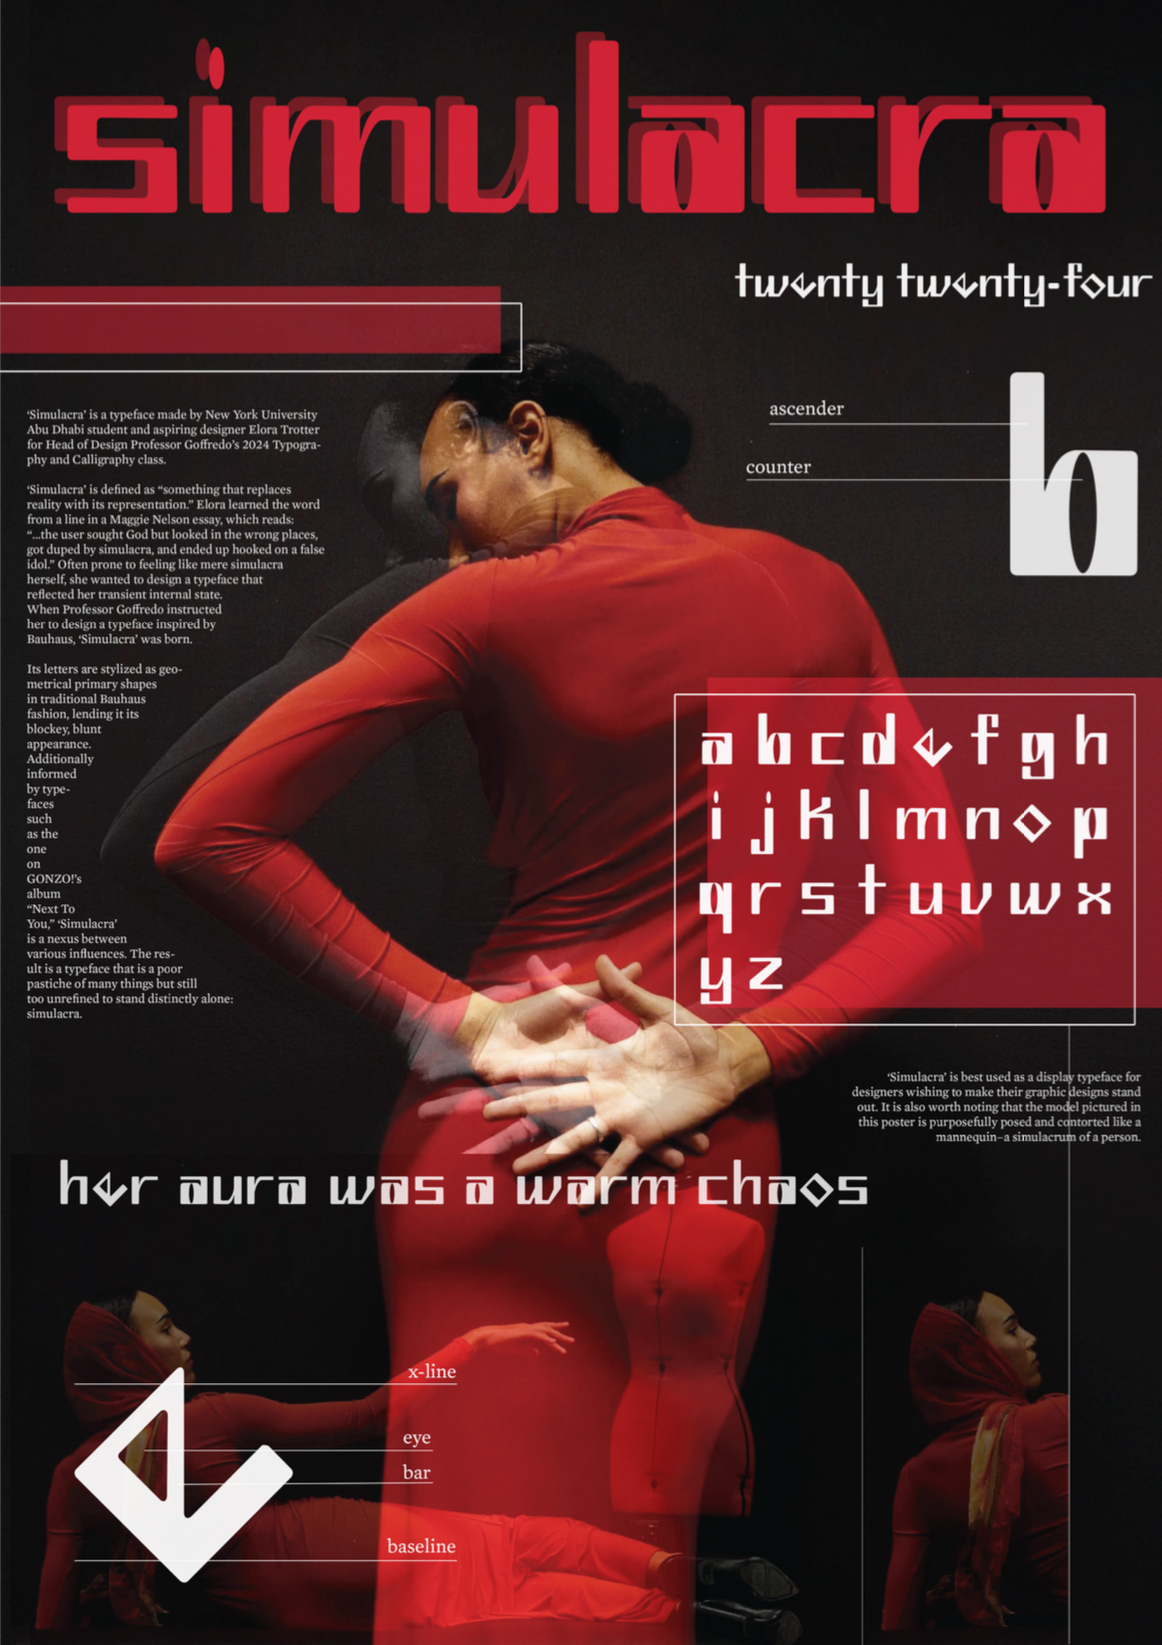 simulacra
twenty twenty-four
'Simulacra' is a typeface made by New York University
Abu Dhabi student and aspiring designer Elora Trotter
for Head of Design Professor Goffredo's 2024 Typogra-
phy and Calligraphy class.
'Simulacra' is defined as “something that replaces
reality with its representation.” Elora learned the word
from a line in a Maggie Nelson essay, which reads:
“...the user sought God but looked in the wrong places,
got duped by simulacra, and ended up hooked on a false
idol.” Often prone to feeling like mere simulacra
herself, she wanted to design a typeface that
reflected her transient internal state.
When Professor Goffredo instructed
her to design a typeface inspired by
Bauhaus, 'Simulacra' was born.
Its letters are stylized as geo-
metrical primary shapes
in traditional Bauhaus
fashion, lending it its
blockey, blunt
appearance.
Additionally
informed
by type-
faces
such
as the
one
on
GONZO!'s
album
“Next To
You,” 'Simulacra'
is a nexus between
various influences. The res-
ult is a typeface that is a poor
pastiche of many things but still
too unrefined to stand distinctly alone:
simulacra.
ascender
counter
b
abcdefgh
ijklmnop
qrstuvwx
yz
'Simulacra' is best used as a display typeface for
designers wishing to make their graphic designs stand
out. It is also worth noting that the model pictured in
this poster is purposefully posed and contorted like a
mannequin–a simulacrum of a person.
her aura was a warm chaos
e
x-line
eye
bar
baseline